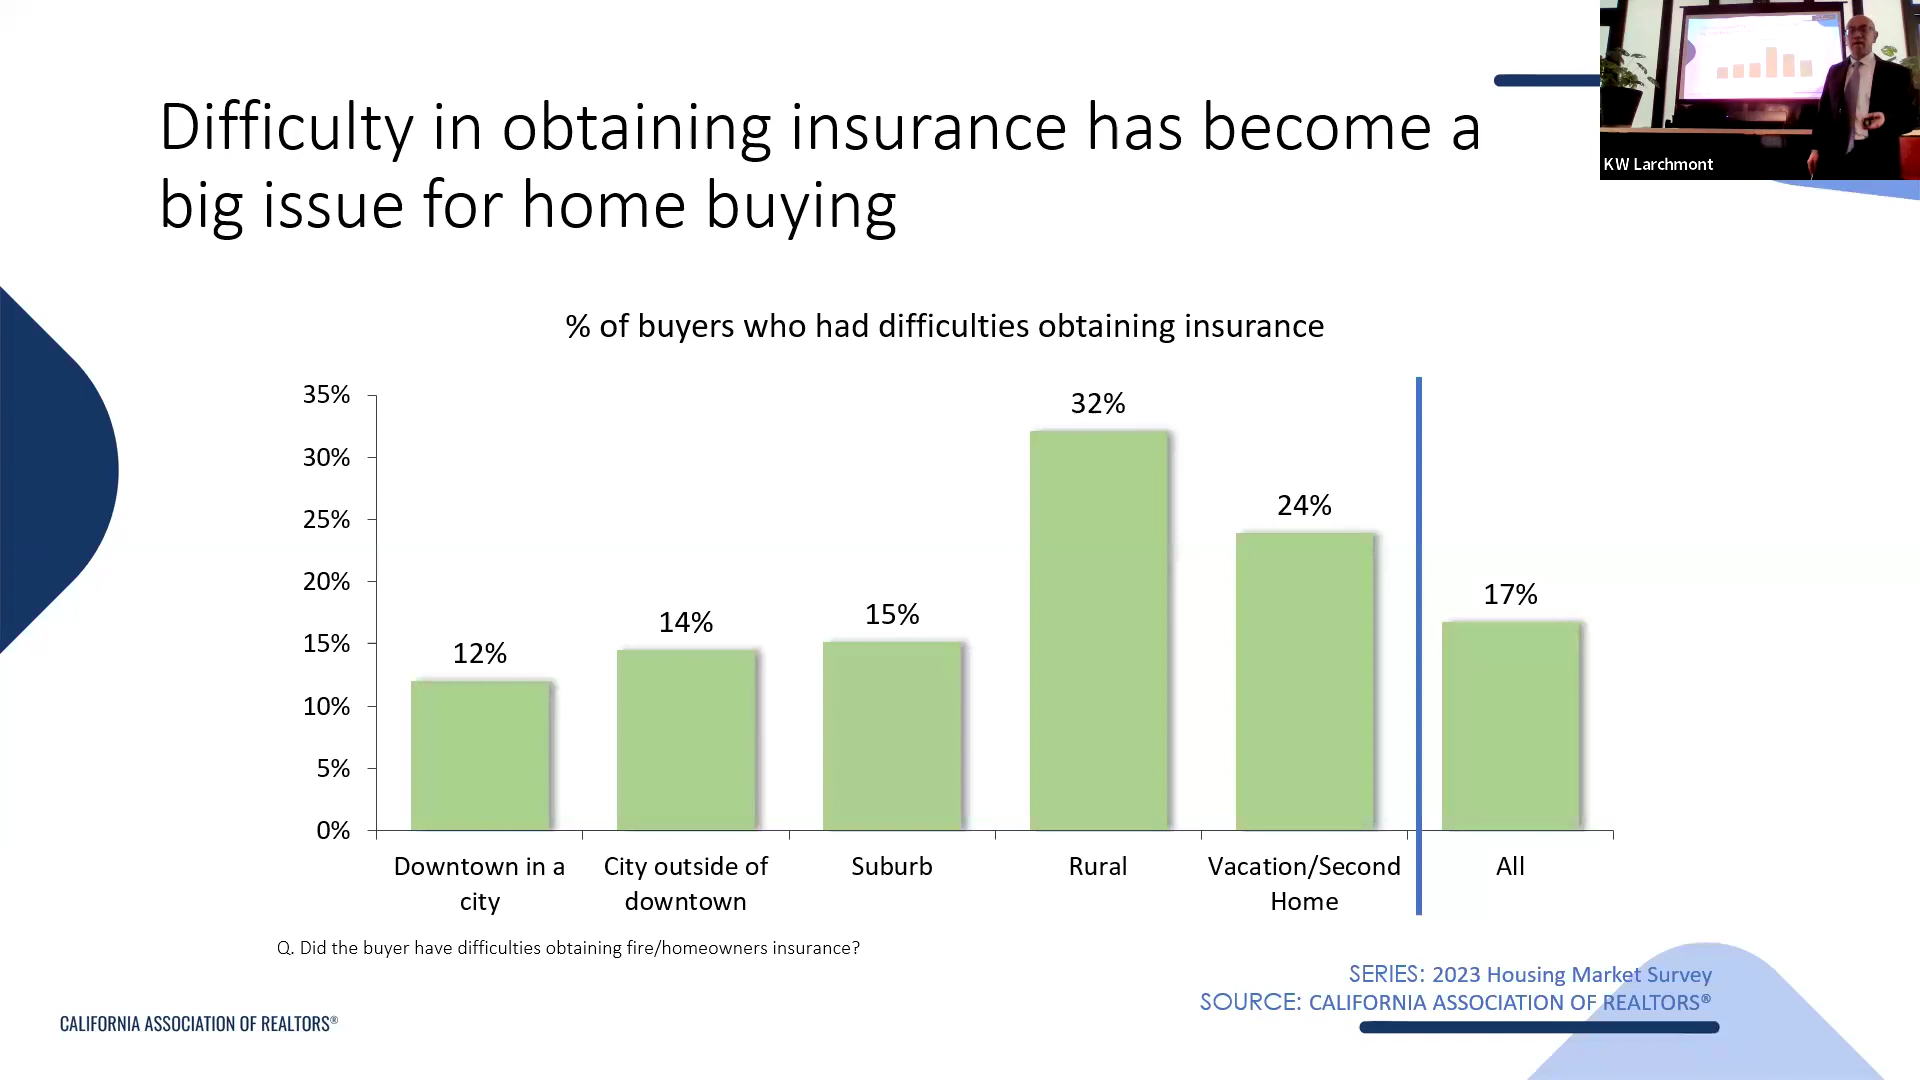 Difficulty in obtaining insurance has become a
big issue for home buying
KW Larchmont
% of buyers who had difficulties obtaining insurance
35%
30%
25%
20%
15%
10%
5%
0%
12%
14%
15%
32%
24%
17%
Downtown in a
city
City outside of
downtown
Suburb
Rural
Vacation/Second
Home
All
Q. Did the buyer have difficulties obtaining fire/homeowners insurance?
SERIES: 2023 Housing Market Survey
SOURCE: CALIFORNIA ASSOCIATION OF REALTORS®
CALIFORNIA ASSOCIATION OF REALTORS®